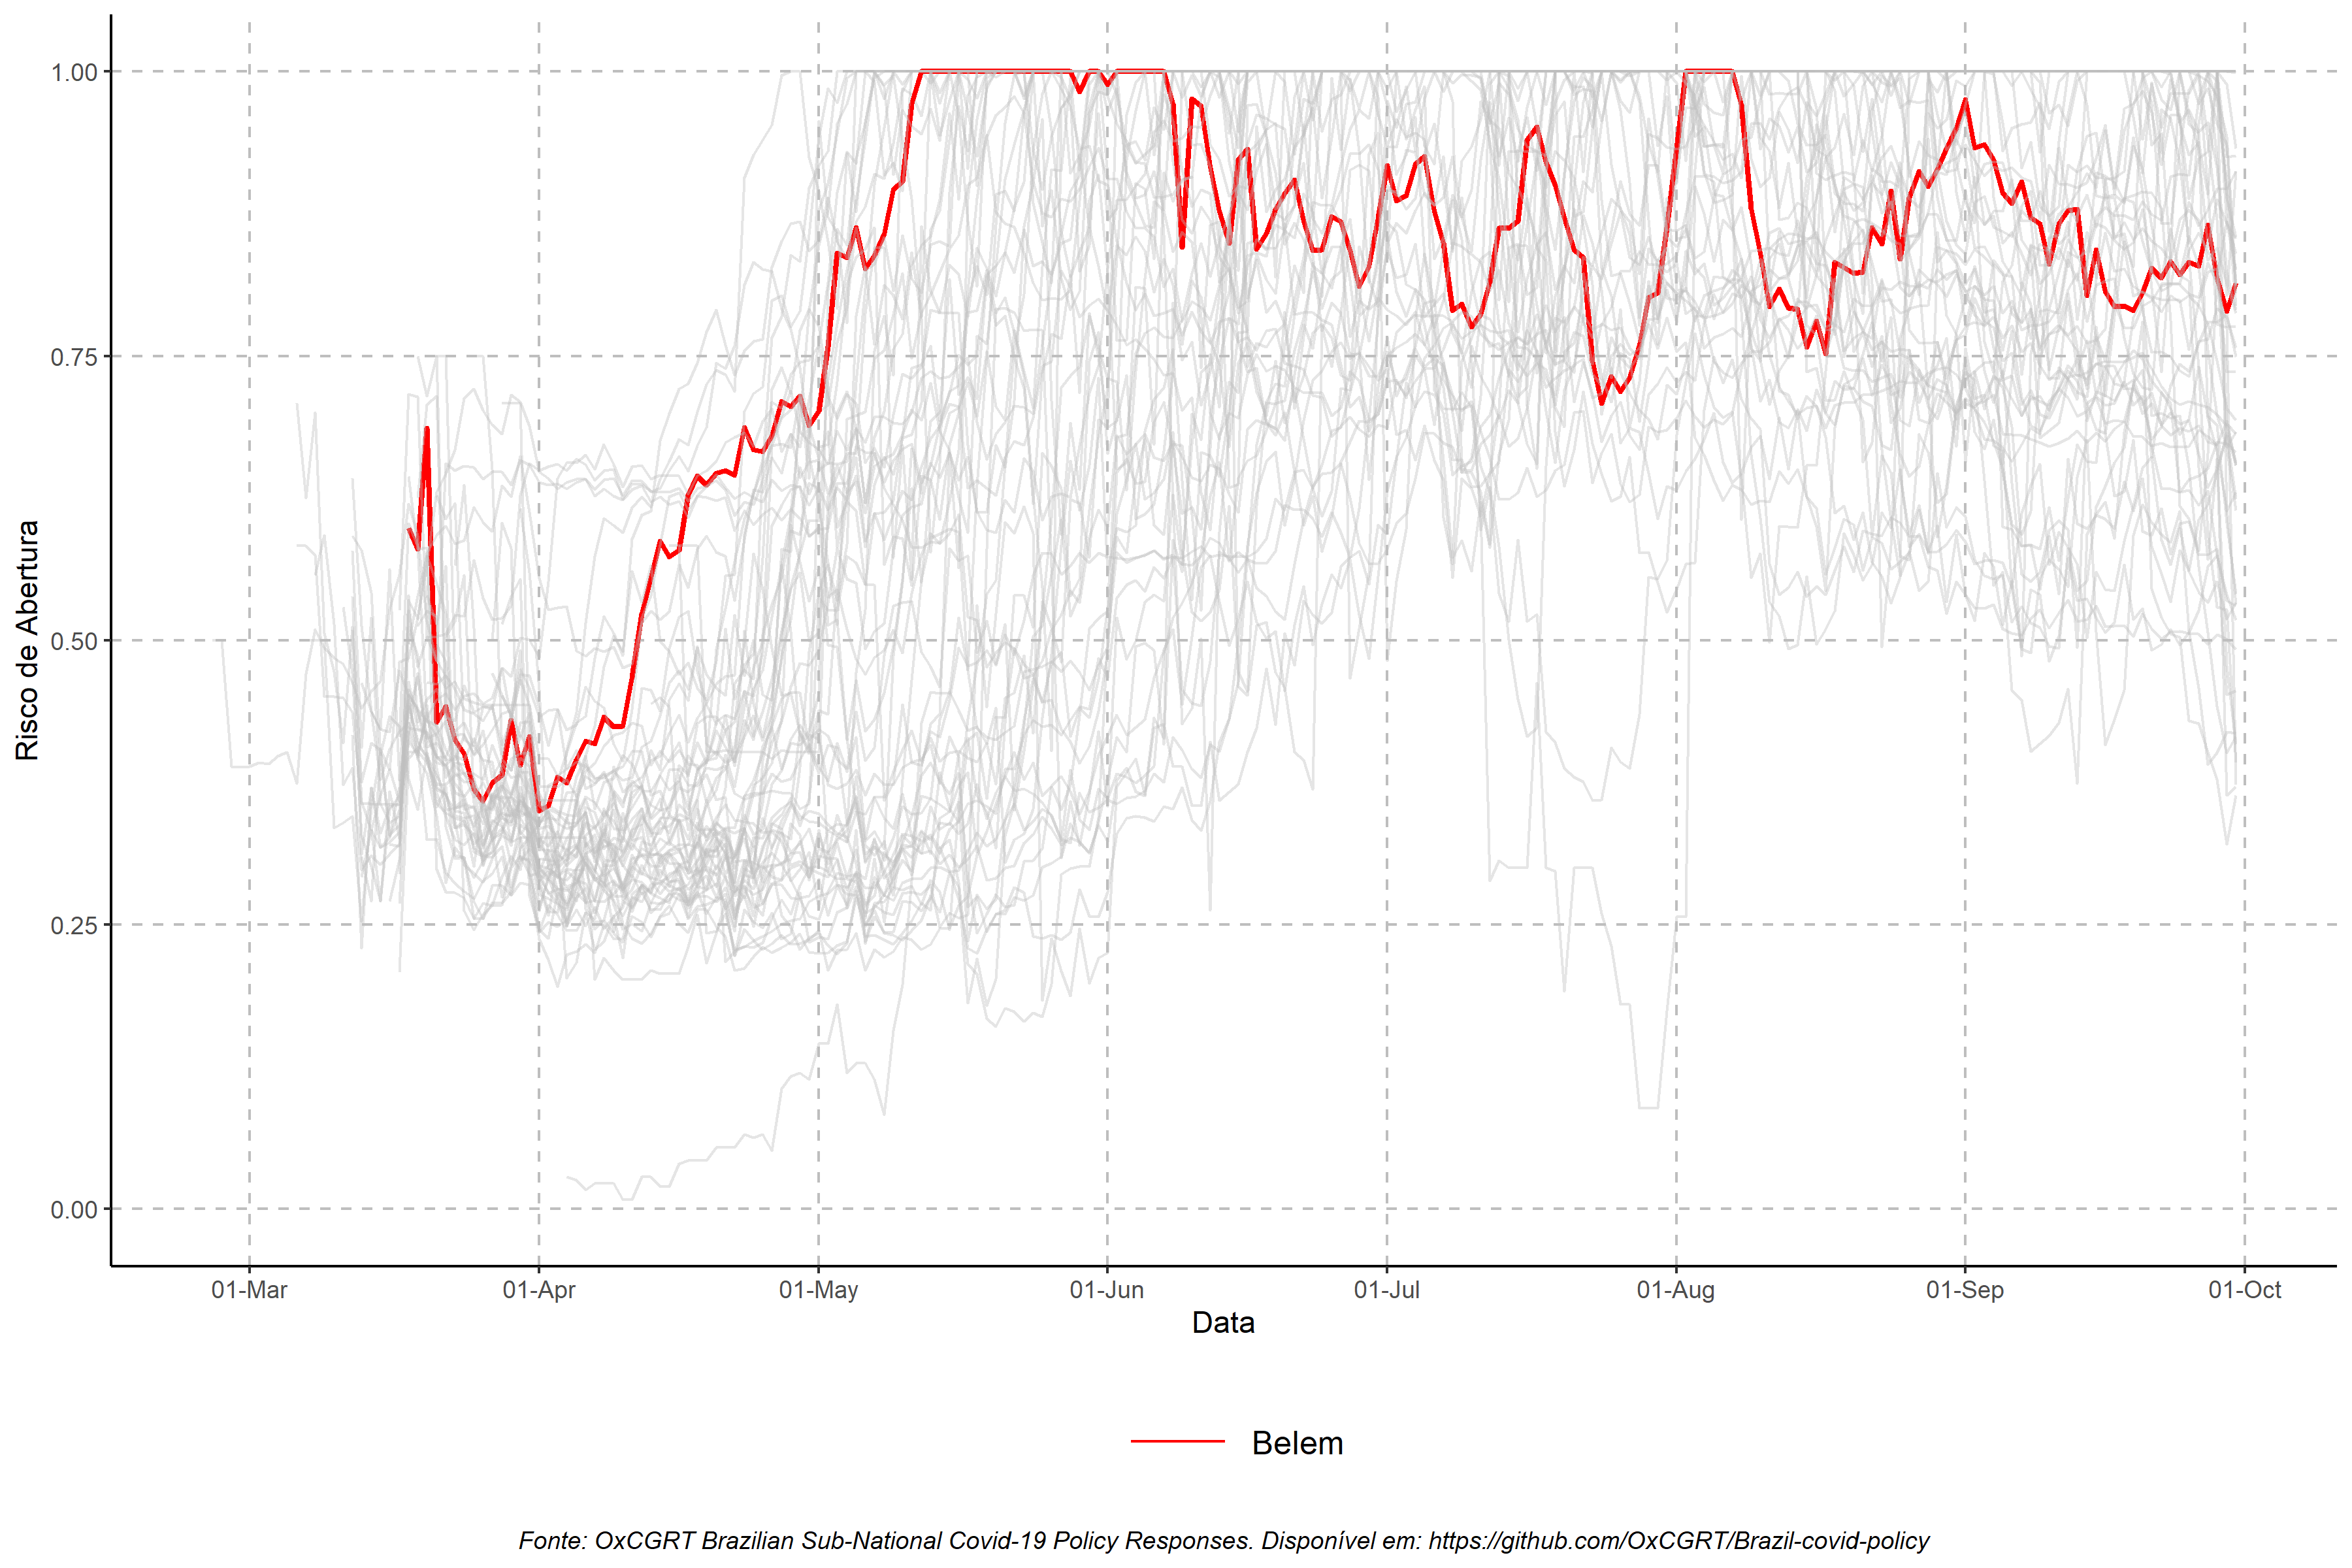 1.00
0.75
0.50
0.25
0.00
Risco de Abertura
01-Mar 01-Apr 01-May 01-Jun 01-Jul 01-Aug 01-Sep 01-Oct
Data
Belem
Fonte: OxCGRT Brazilian Sub-National Covid-19 Policy Responses. Disponível em: https://github.com/OxCGRT/Brazil-covid-policy